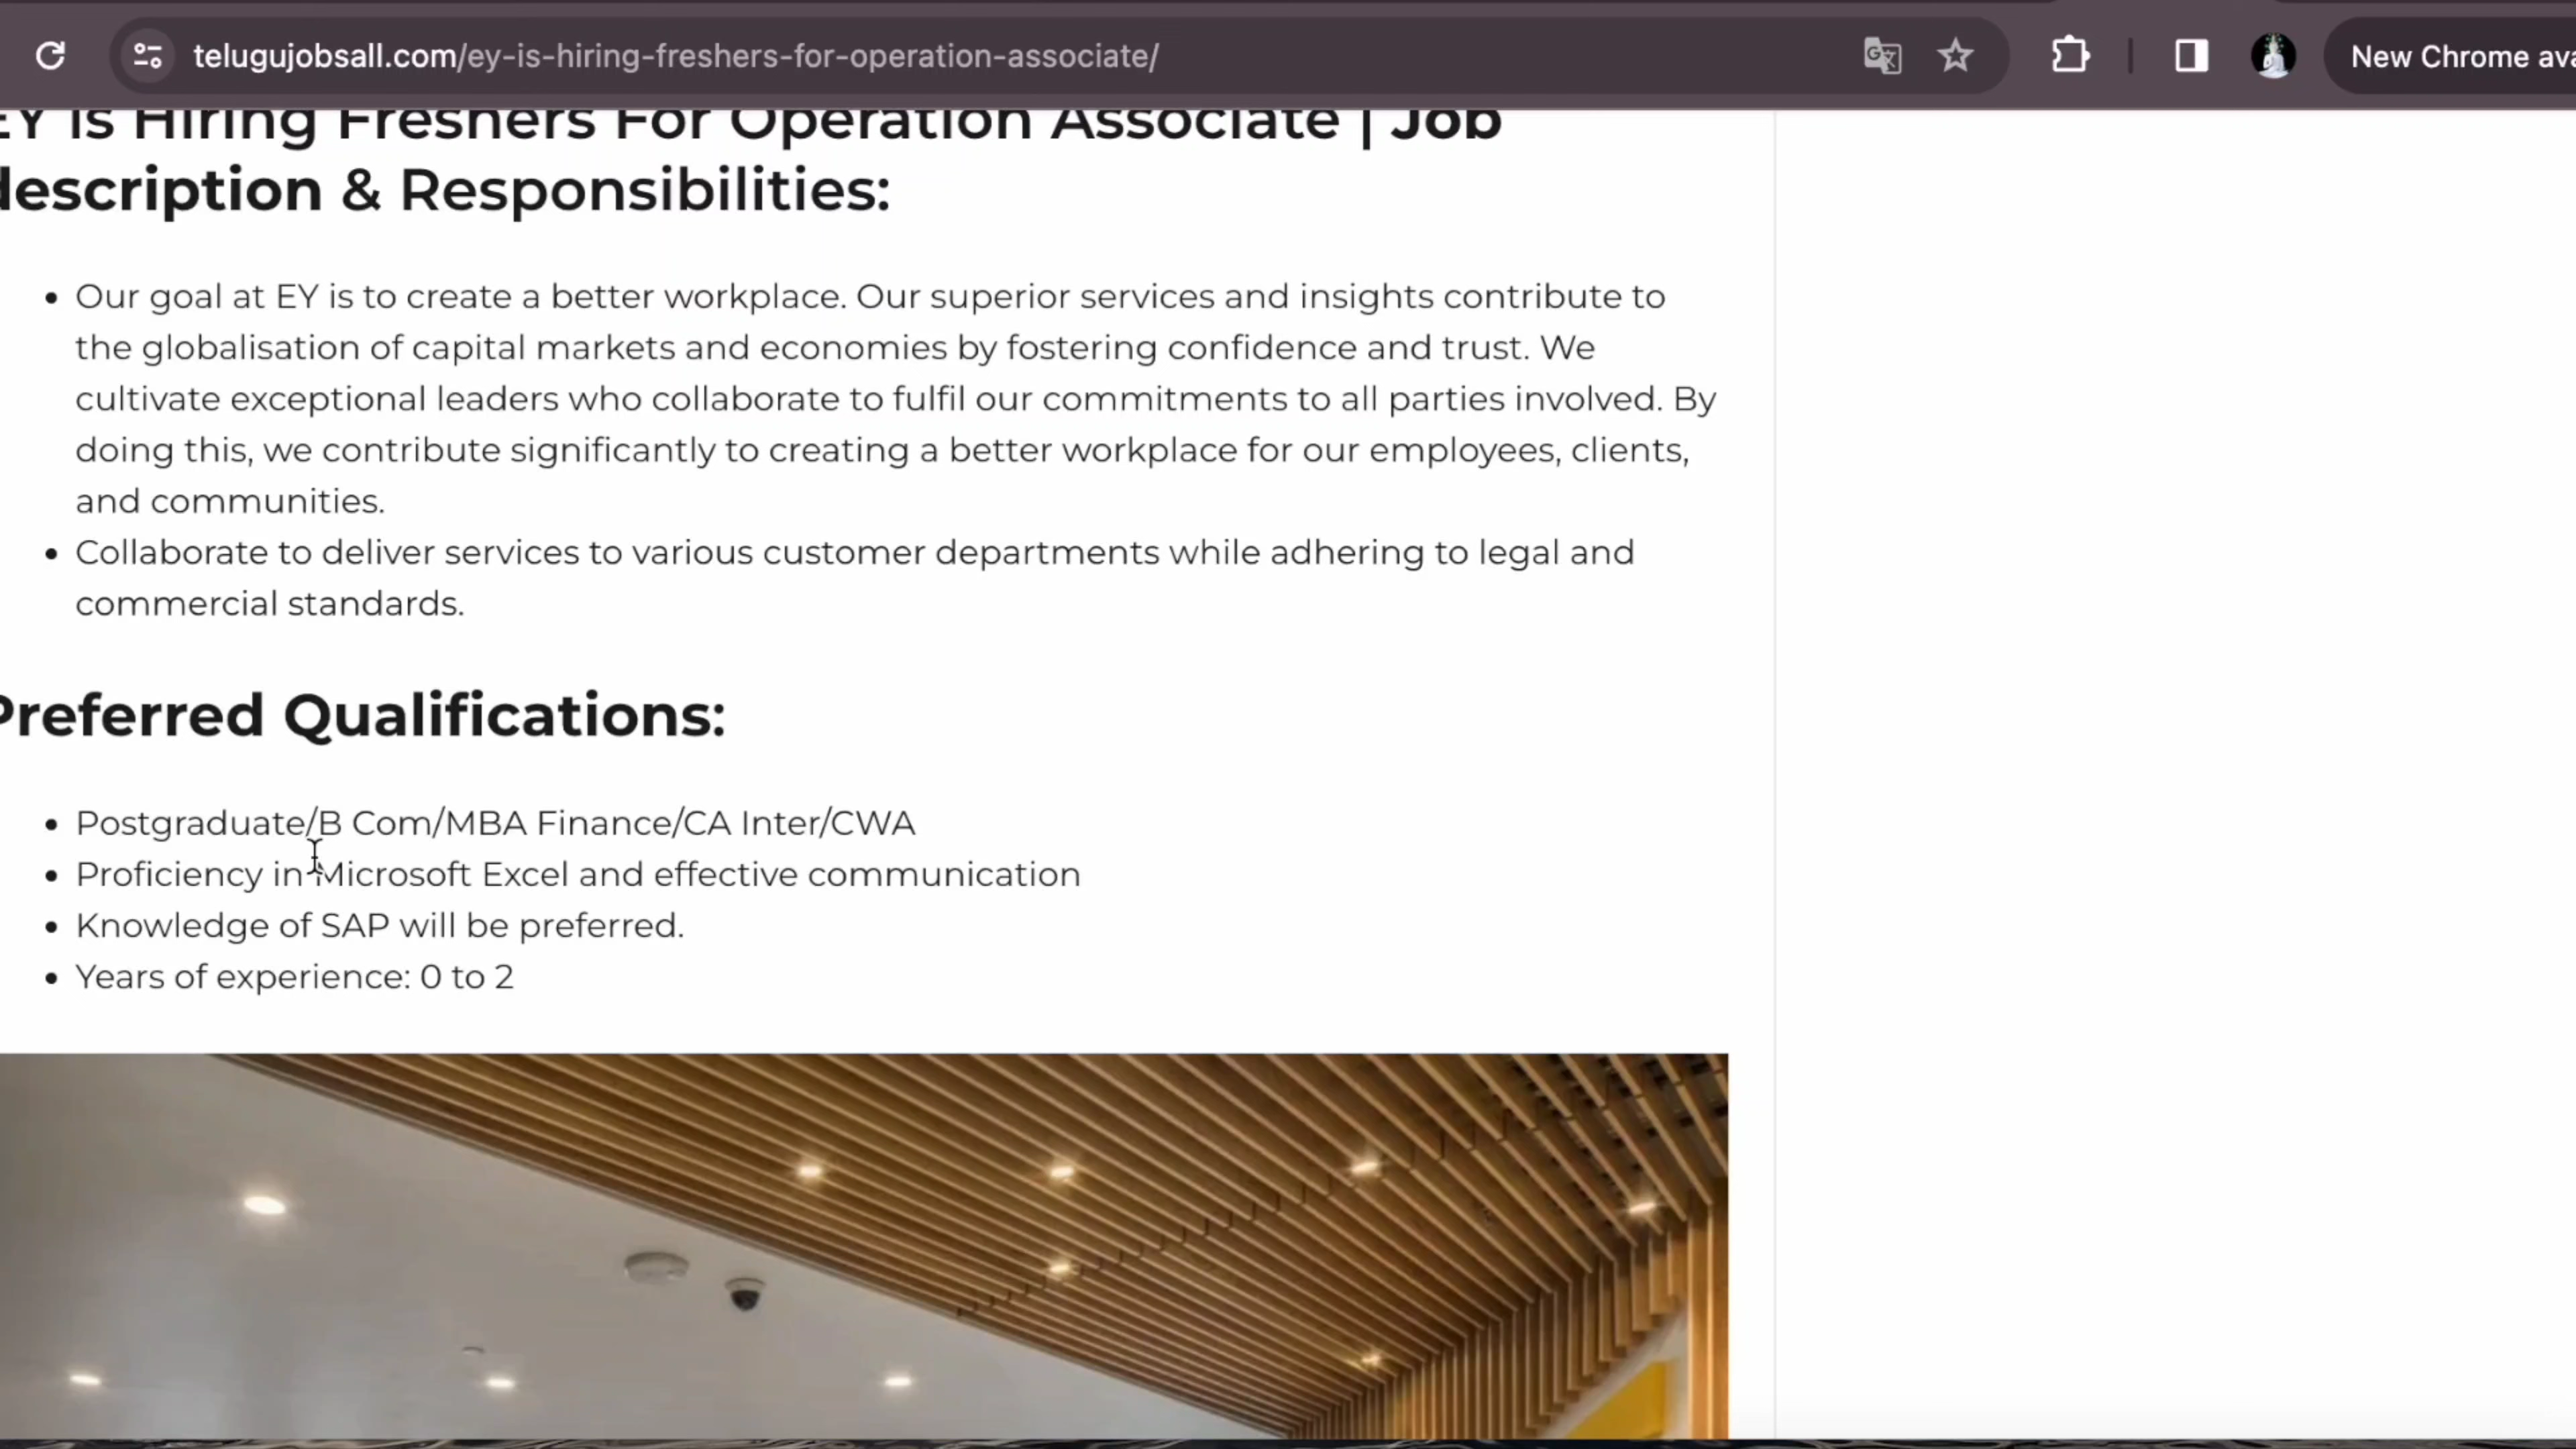 telugujobsall.com/ey-is-hiring-freshers-for-operation-associate/
New Chrome ava
EY Is Hiring Freshers For Operation Associate | Job
description & Responsibilities:
• Our goal at EY is to create a better workplace. Our superior services and insights contribute to
the globalisation of capital markets and economies by fostering confidence and trust. We
cultivate exceptional leaders who collaborate to fulfil our commitments to all parties involved. By
doing this, we contribute significantly to creating a better workplace for our employees, clients,
and communities.
• Collaborate to deliver services to various customer departments while adhering to legal and
commercial standards.
Preferred Qualifications:
• Postgraduate/B Com/MBA Finance/CA Inter/CWA
• Proficiency in Microsoft Excel and effective communication
• Knowledge of SAP will be preferred.
• Years of experience: 0 to 2